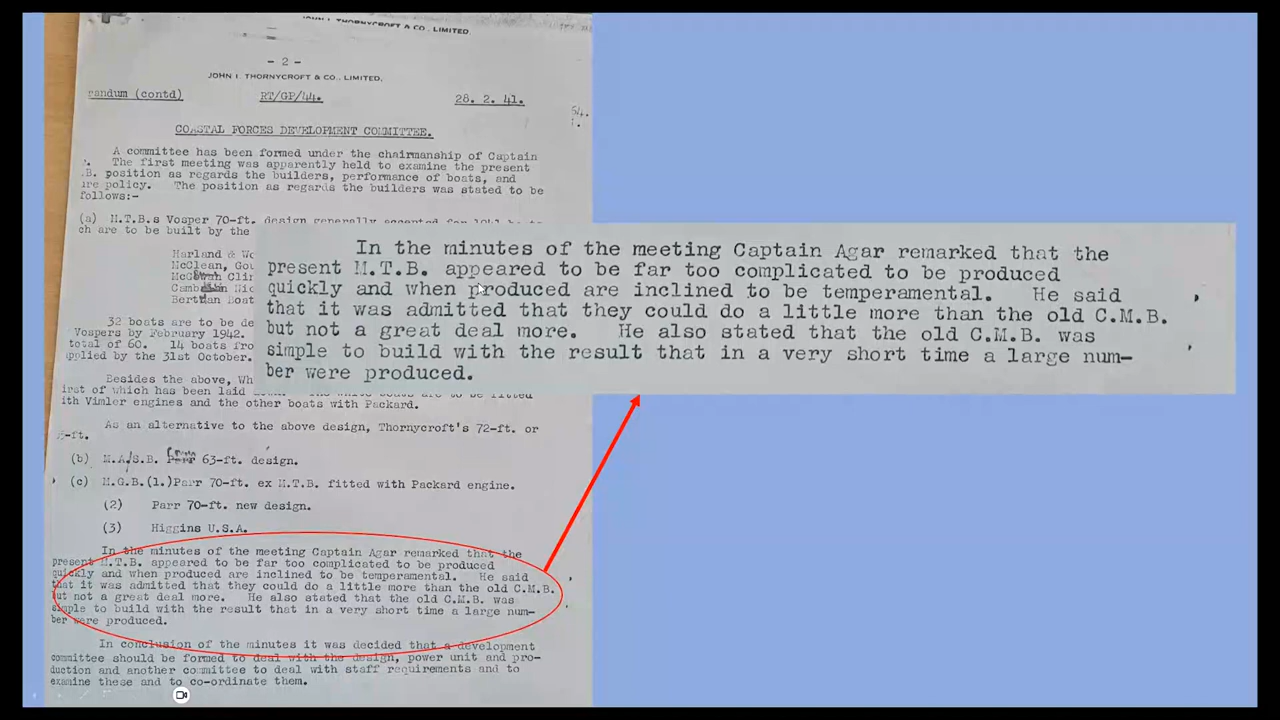 JOHN I. THORNYCROFT & CO., LIMITED.
- 2 -
JOHN I. THORNYCROFT & CO., LIMITED.
randum (contd) RT/GP/44. 28. 2. 41.
COASTAL FORCES DEVELOPMENT COMMITTEE.
A committee has been formed under the chairmanship of Captain
The first meeting was apparently held to examine the present
.B. position as regards the builders, performance of boats, and
policy. The position as regards the builders was stated to be
follows:-
(a) M.T.B.s Vosper 70-ft. design generally accepted for
ch are to be built by the
Harland &
McClean,
Berthan Boat
32 boats are to be
Vospers by February 1942.
total of 60. 14 boats
pplied by the 31st October.
Besides the above,
irst of which has been laid
ith Vimler engines and the other boats with Packard.
As an alternative to the above design, Thornycroft's 72-ft. or
-ft.
(b) M.A/S.B. 63-ft. design.
(c) M.G.B.(1.)Parr 70-ft. ex M.T.B. fitted with Packard engine.
(2) Parr 70-ft. new design.
(3) Higgins U.S.A.
In the minutes of the meeting Captain Agar remarked that the
present M.T.B. appeared to be far too complicated to be produced
quickly and when produced are inclined to be temperamental. He said
that it was admitted that they could do a little more than the old C.M.B.
but not a great deal more. He also stated that the old C.M.B. was
simple to build with the result that in a very short time a large num-
ber were produced.
In conclusion of the minutes it was decided that a development
committee should be formed to deal with the design, power unit and pro-
duction and another committee to deal with staff requirements and to
examine these and to co-ordinate them.
In the minutes of the meeting Captain Agar remarked that the
present M.T.B. appeared to be far too complicated to be produced
quickly and when produced are inclined to be temperamental. He said
that it was admitted that they could do a little more than the old C.M.B.
but not a great deal more. He also stated that the old C.M.B. was
simple to build with the result that in a very short time a large num-
ber were produced.